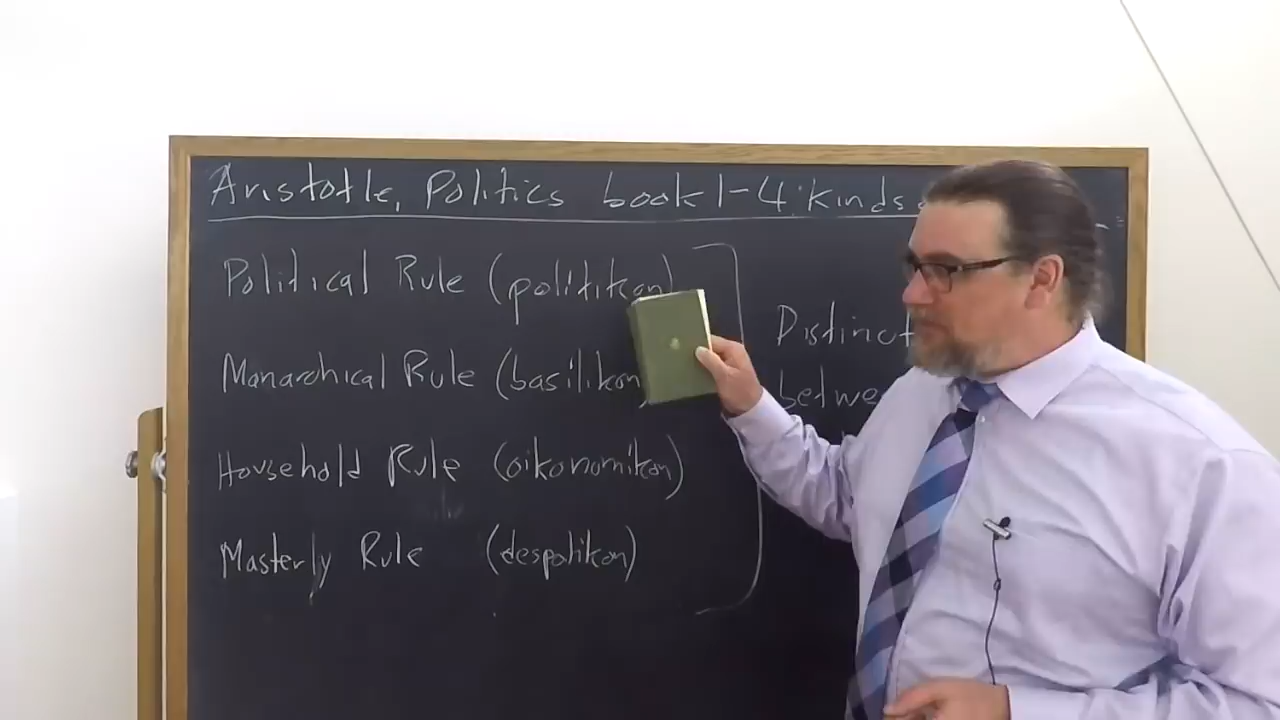 Aristotle, Politics book 1 - 4 kinds
Political Rule (polititkon)
Monarchical Rule (basilikon
Household Rule (oikonomikon)
Masterly Rule (despotikon)
Distinct
betwe